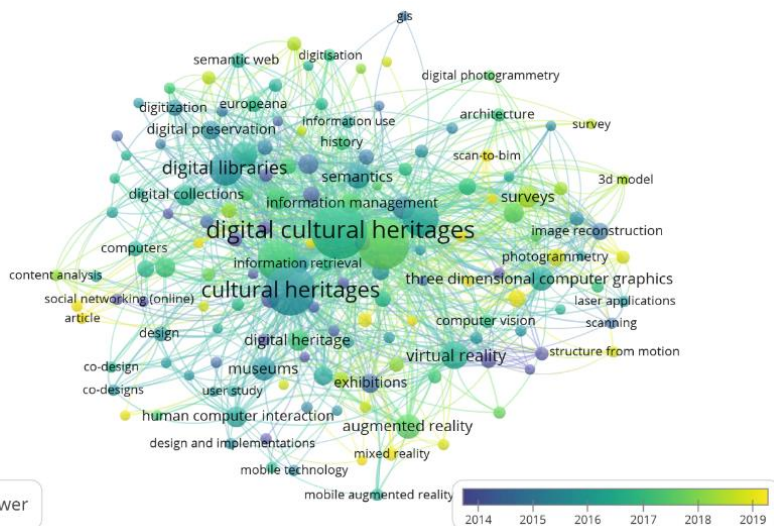 gis
semantic web
digitisation
digital photogrammetry
digitization
europeana
architecture
information use
survey
digital preservation
history
scan-to-bim
digital libraries
semantics
3d model
digital collections
information management
surveys
digital cultural heritages
image reconstruction
computers
photogrammetry
information retrieval
content analysis
three dimensional computer graphics
cultural heritages
social networking (online)
laser applications
article
computer vision
scanning
design
digital heritage
virtual reality
structure from motion
co-design
museums
exhibitions
co-designs
user study
human computer interaction
augmented reality
design and implementations
mixed reality
mobile technology
mobile augmented reality
wer
2014 2015 2016 2017 2018 2019